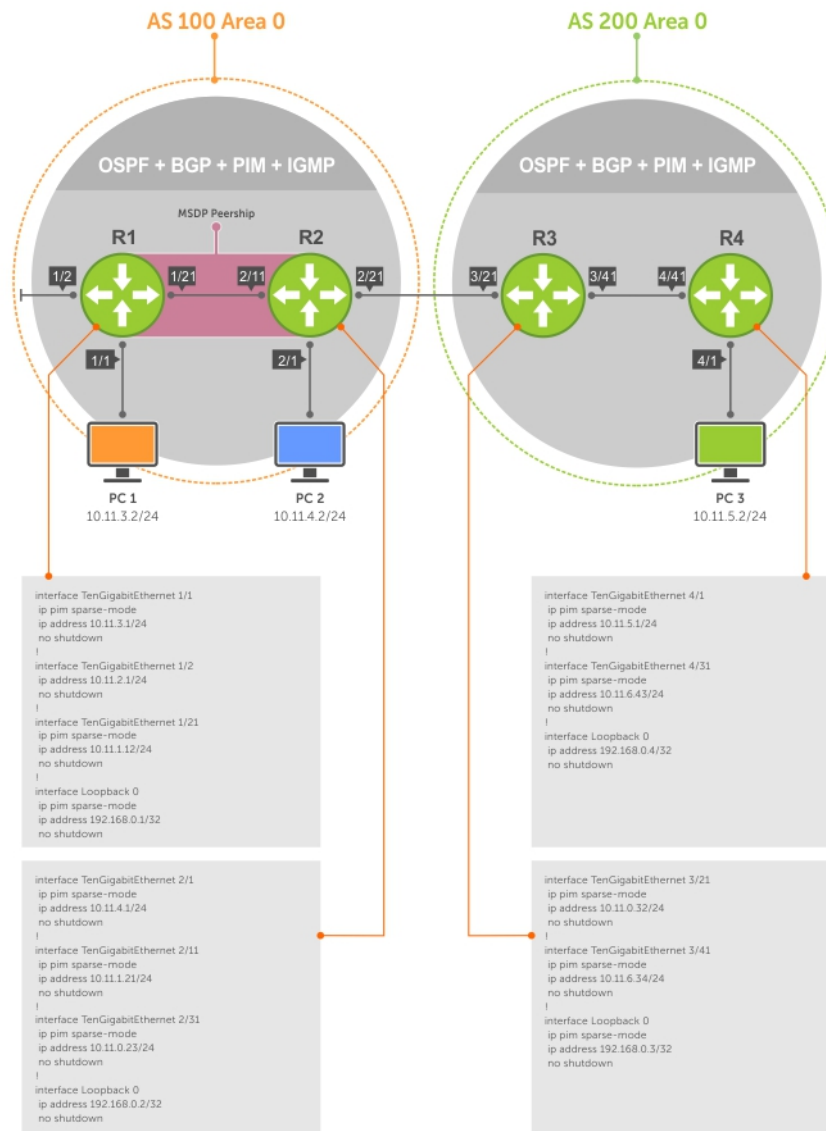 AS 100 Area 0
AS 200 Area 0
OSPF + BGP + PIM + IGMP
OSPF + BGP + PIM + IGMP
MSDP Peership
R1
R2
R3
R4
1/2
1/21
2/11
2/21
3/21
3/41
4/41
1/1
2/1
4/1
PC 1
10.11.3.2/24
PC 2
10.11.4.2/24
PC 3
10.11.5.2/24
interface TenGigabitEthernet 1/1
ip pim sparse-mode
ip address 10.11.3.1/24
no shutdown
!
interface TenGigabitEthernet 1/2
ip address 10.11.2.1/24
no shutdown
!
interface TenGigabitEthernet 1/21
ip pim sparse-mode
ip address 10.11.1.12/24
no shutdown
!
interface Loopback 0
ip pim sparse-mode
ip address 192.168.0.1/32
no shutdown
interface TenGigabitEthernet 4/1
ip pim sparse-mode
ip address 10.11.5.1/24
no shutdown
!
interface TenGigabitEthernet 4/31
ip pim sparse-mode
ip address 10.11.6.43/24
no shutdown
!
interface Loopback 0
ip address 192.168.0.4/32
no shutdown
interface TenGigabitEthernet 2/1
ip pim sparse-mode
ip address 10.11.4.1/24
no shutdown
!
interface TenGigabitEthernet 2/11
ip pim sparse-mode
ip address 10.11.1.21/24
no shutdown
!
interface TenGigabitEthernet 2/31
ip pim sparse-mode
ip address 10.11.0.23/24
no shutdown
!
interface Loopback 0
ip address 192.168.0.2/32
no shutdown
interface TenGigabitEthernet 3/21
ip pim sparse-mode
ip address 10.11.0.32/24
no shutdown
!
interface TenGigabitEthernet 3/41
ip pim sparse-mode
ip address 10.11.6.34/24
no shutdown
!
interface Loopback 0
ip pim sparse-mode
ip address 192.168.0.3/32
no shutdown